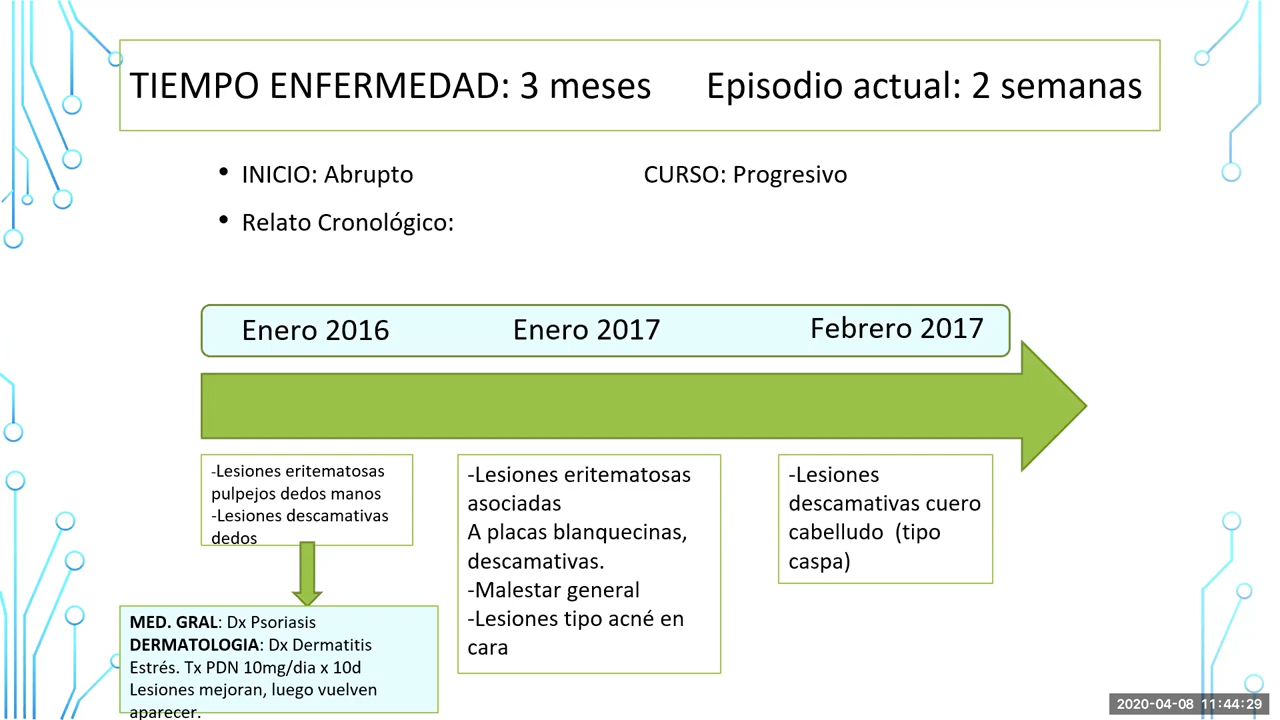 TIEMPO ENFERMEDAD: 3 meses Episodio actual: 2 semanas
• INICIO: Abrupto CURSO: Progresivo
• Relato Cronológico:
Enero 2016 Enero 2017 Febrero 2017
-Lesiones eritematosas
pulpejos dedos manos
-Lesiones descamativas
dedos
MED. GRAL: Dx Psoriasis
DERMATOLOGIA: Dx Dermatitis
Estrés. Tx PDN 10mg/dia x 10d
Lesiones mejoran, luego vuelven
aparecer.
-Lesiones eritematosas
asociadas
A placas blanquecinas,
descamativas.
-Malestar general
-Lesiones tipo acné en
cara
-Lesiones
descamativas cuero
cabelludo (tipo
caspa)
2020-04-08 11:44:29